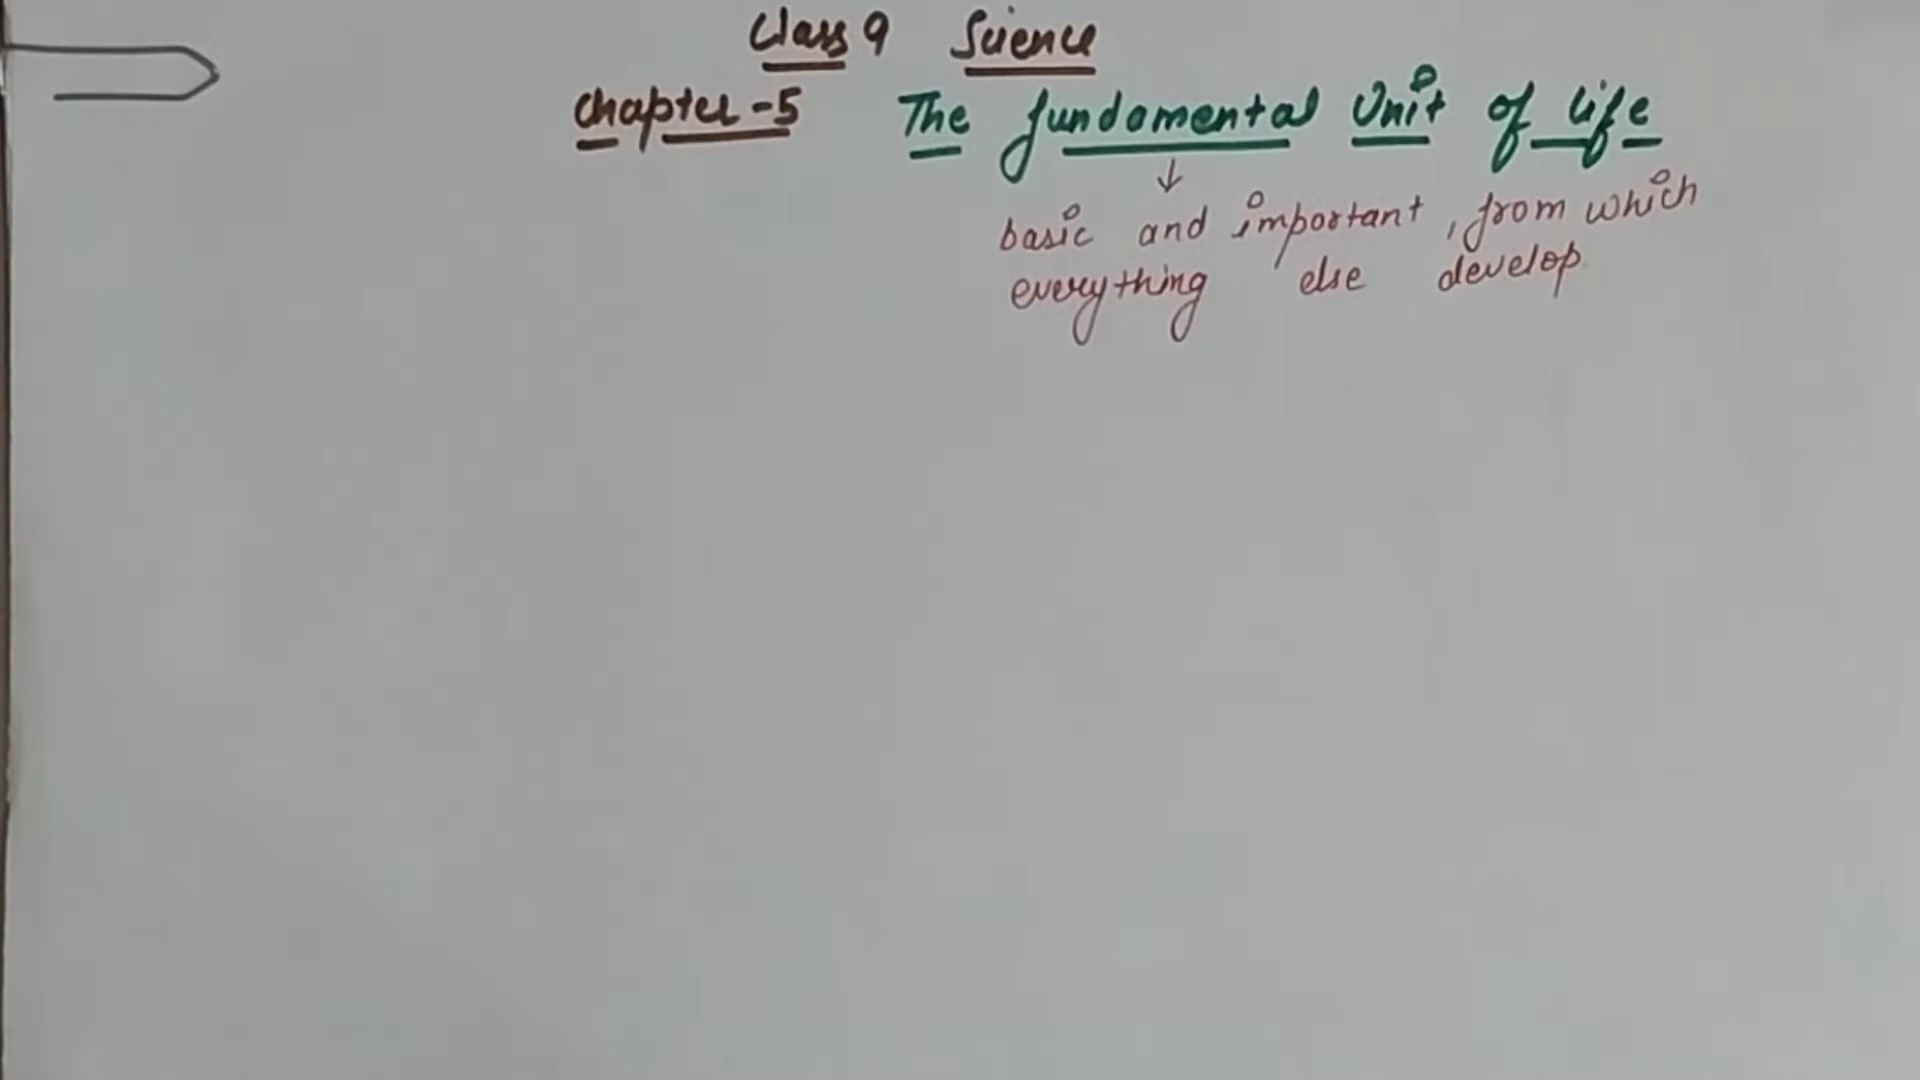 Class 9 Science
Chapter-5 The fundamental Unit of life
↓
basic and important, from which
everything else develop